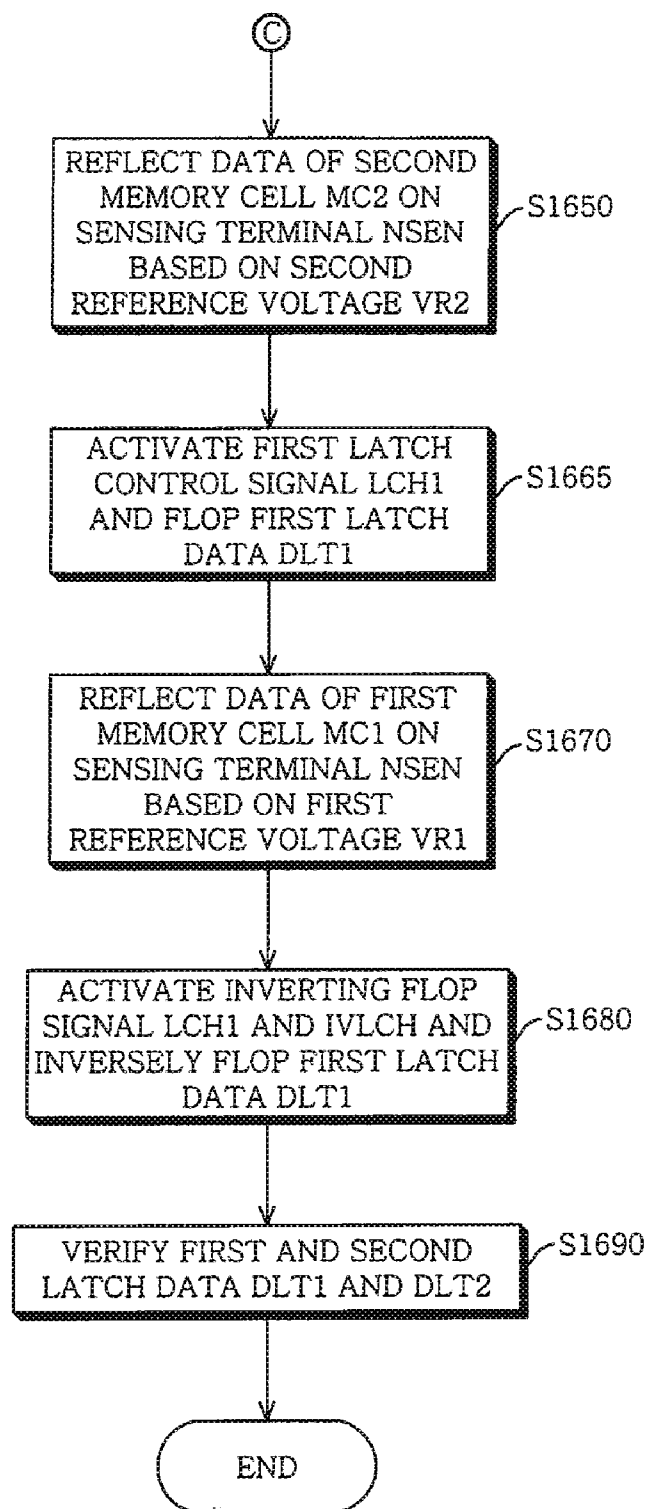 C
REFLECT DATA OF SECOND
MEMORY CELL MC2 ON
SENSING TERMINAL NSEN
BASED ON SECOND
REFERENCE VOLTAGE VR2
S1650
ACTIVATE FIRST LATCH
CONTROL SIGNAL LCH1
AND FLOP FIRST LATCH
DATA DLT1
S1665
REFLECT DATA OF FIRST
MEMORY CELL MC1 ON
SENSING TERMINAL NSEN
BASED ON FIRST
REFERENCE VOLTAGE VR1
S1670
ACTIVATE INVERTING FLOP
SIGNAL LCH1 AND IVLCH AND
INVERSELY FLOP FIRST LATCH
DATA DLT1
S1680
VERIFY FIRST AND SECOND
LATCH DATA DLT1 AND DLT2
S1690
END